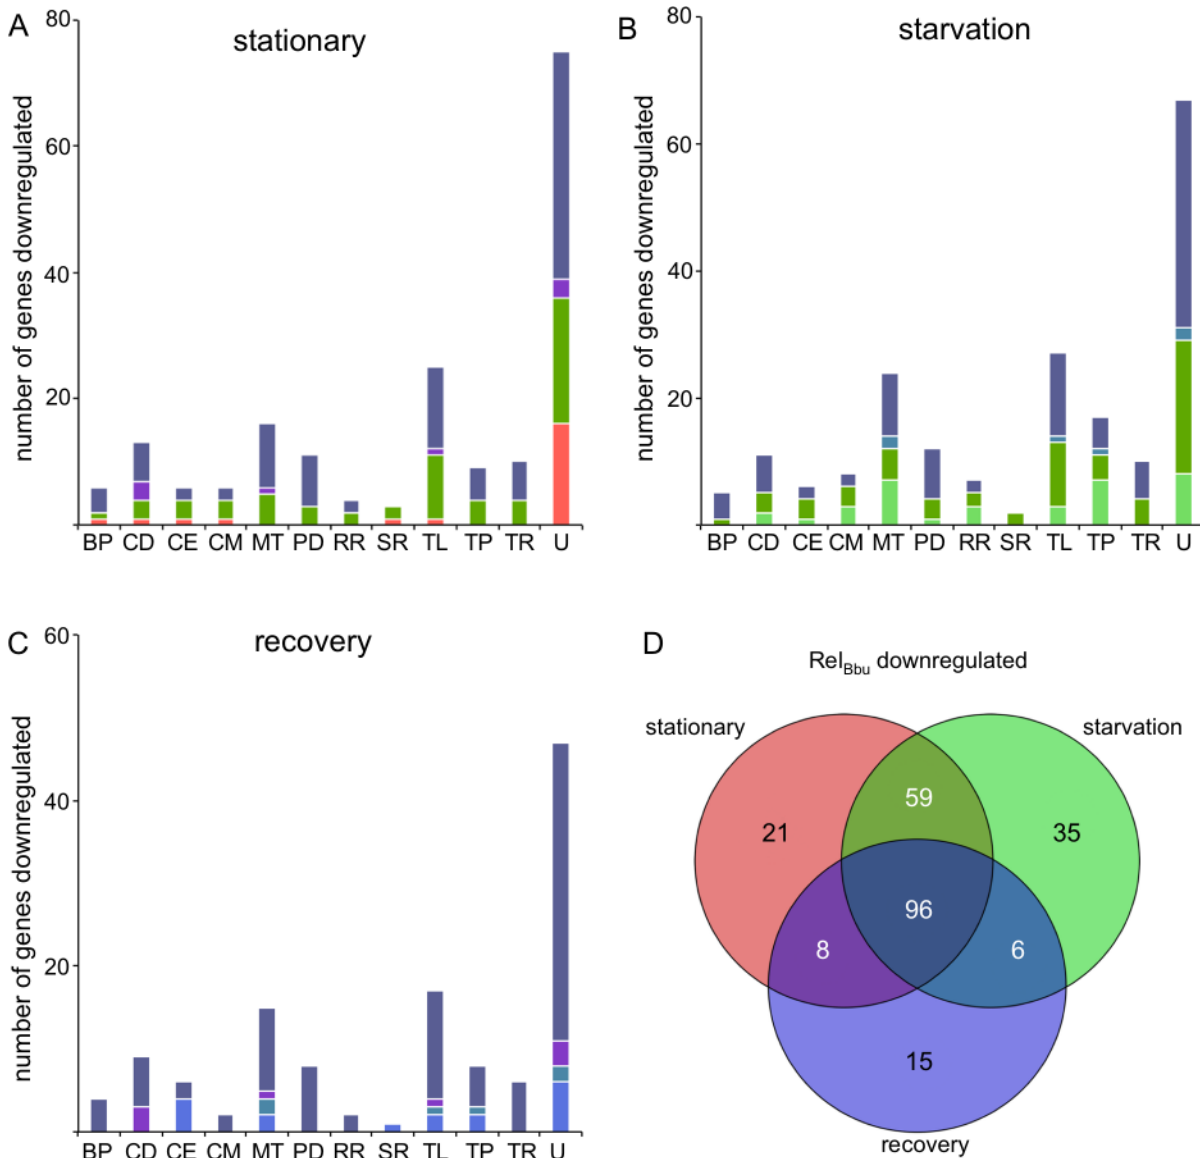 A
stationary
number of genes downregulated
80
60
40
20
BP CD CE CM MT PD RR SR TL TP TR U
B
starvation
number of genes downregulated
80
60
40
20
BP CD CE CM MT PD RR SR TL TP TR U
C
recovery
number of genes downregulated
60
40
20
BP CD CE CM MT PD RR SR TL TP TR U
D
RelBbu downregulated
stationary
starvation
59
21
35
96
8
6
15
recovery